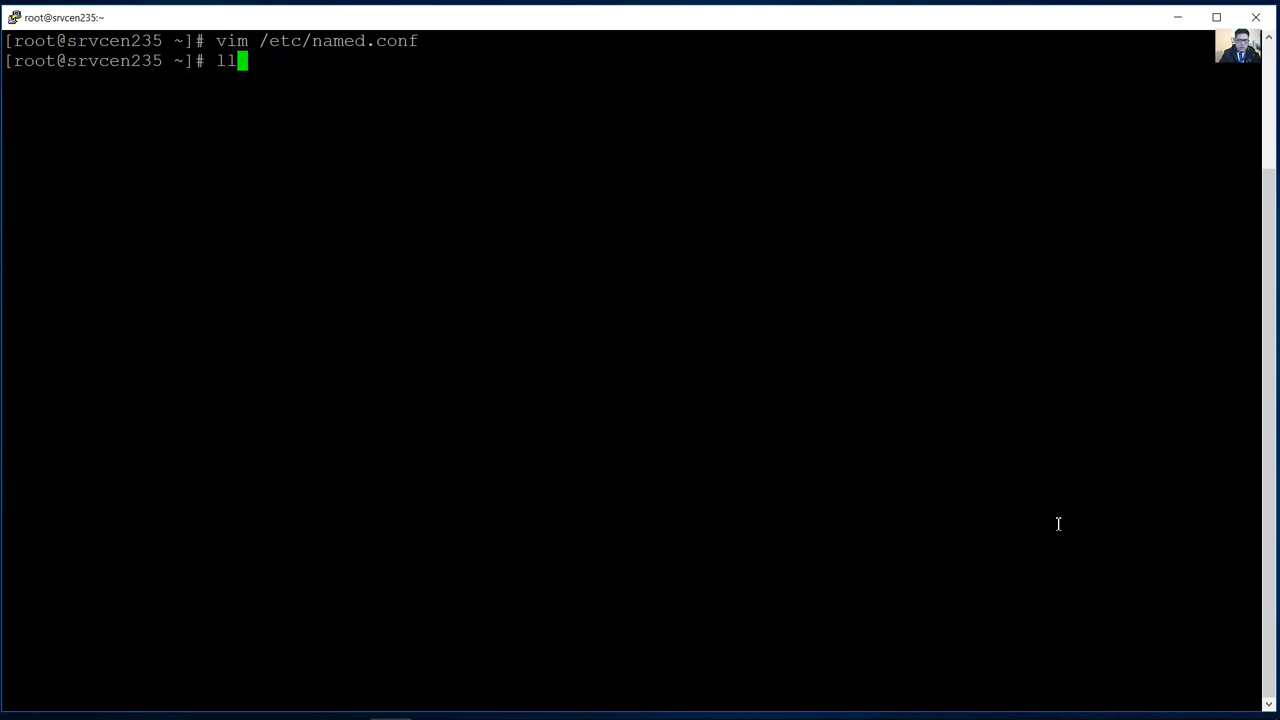 root@srvcen235:~
[root@srvcen235 ~]# vim /etc/named.conf
[root@srvcen235 ~]# ll